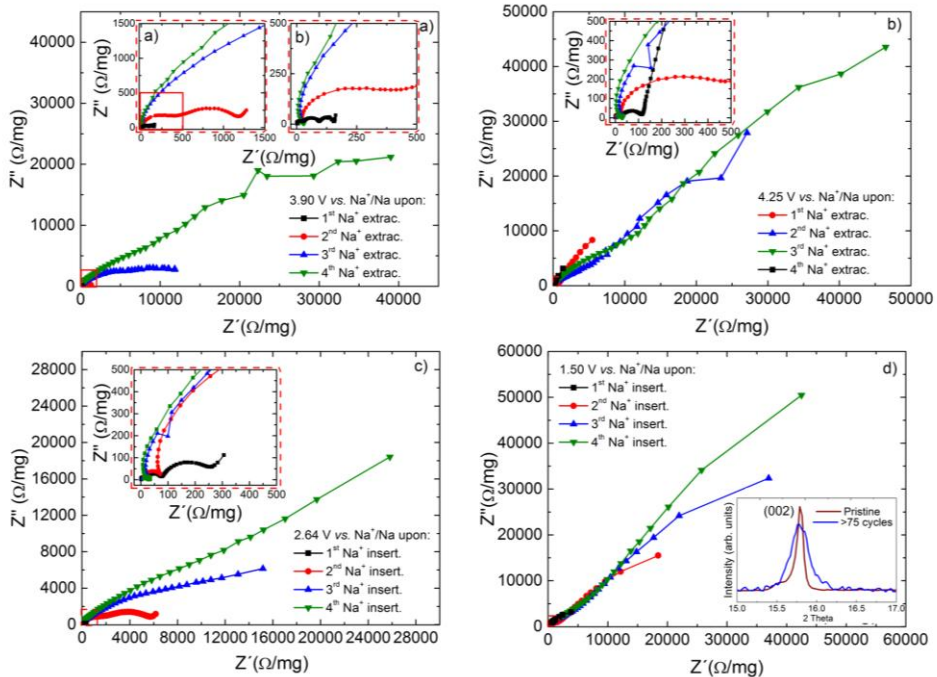 a)
45000
40000
30000
20000
10000
0
Z'' (Ω/mg)
0
10000
20000
30000
40000
Z´(Ω/mg)
a)
1500
1000
500
0
0
500
1000
1500
Z'' (Ω/mg)
b)
500
250
0
0
250
500
Z´(Ω/mg)
3.90 V vs. Na⁺/Na upon:
1ˢᵗ Na⁺ extrac.
2ⁿᵈ Na⁺ extrac.
3ʳᵈ Na⁺ extrac.
4ᵗʰ Na⁺ extrac.
b)
50000
40000
30000
20000
10000
0
Z'' (Ω/mg)
0
10000
20000
30000
40000
50000
Z´(Ω/mg)
500
400
300
200
100
0
Z'' (Ω/mg)
0
100
200
300
400
500
Z´(Ω/mg)
4.25 V vs. Na⁺/Na upon:
1ˢᵗ Na⁺ extrac.
2ⁿᵈ Na⁺ extrac.
3ʳᵈ Na⁺ extrac.
4ᵗʰ Na⁺ extrac.
c)
28000
24000
20000
16000
12000
8000
4000
0
Z'' (Ω/mg)
0
4000
8000
12000
16000
20000
24000
28000
Z´(Ω/mg)
500
400
300
200
100
0
Z'' (Ω/mg)
0
100
200
300
400
500
Z´(Ω/mg)
2.64 V vs. Na⁺/Na upon:
1ˢᵗ Na⁺ insert.
2ⁿᵈ Na⁺ insert.
3ʳᵈ Na⁺ insert.
4ᵗʰ Na⁺ insert.
d)
60000
50000
40000
30000
20000
10000
0
Z'' (Ω/mg)
0
10000
20000
30000
40000
50000
60000
Z´(Ω/mg)
1.50 V vs. Na⁺/Na upon:
1ˢᵗ Na⁺ insert.
2ⁿᵈ Na⁺ insert.
3ʳᵈ Na⁺ insert.
4ᵗʰ Na⁺ insert.
(002)
Pristine
>75 cycles
Intensity (arb. units)
15.0
15.5
16.0
16.5
17.0
2 Theta